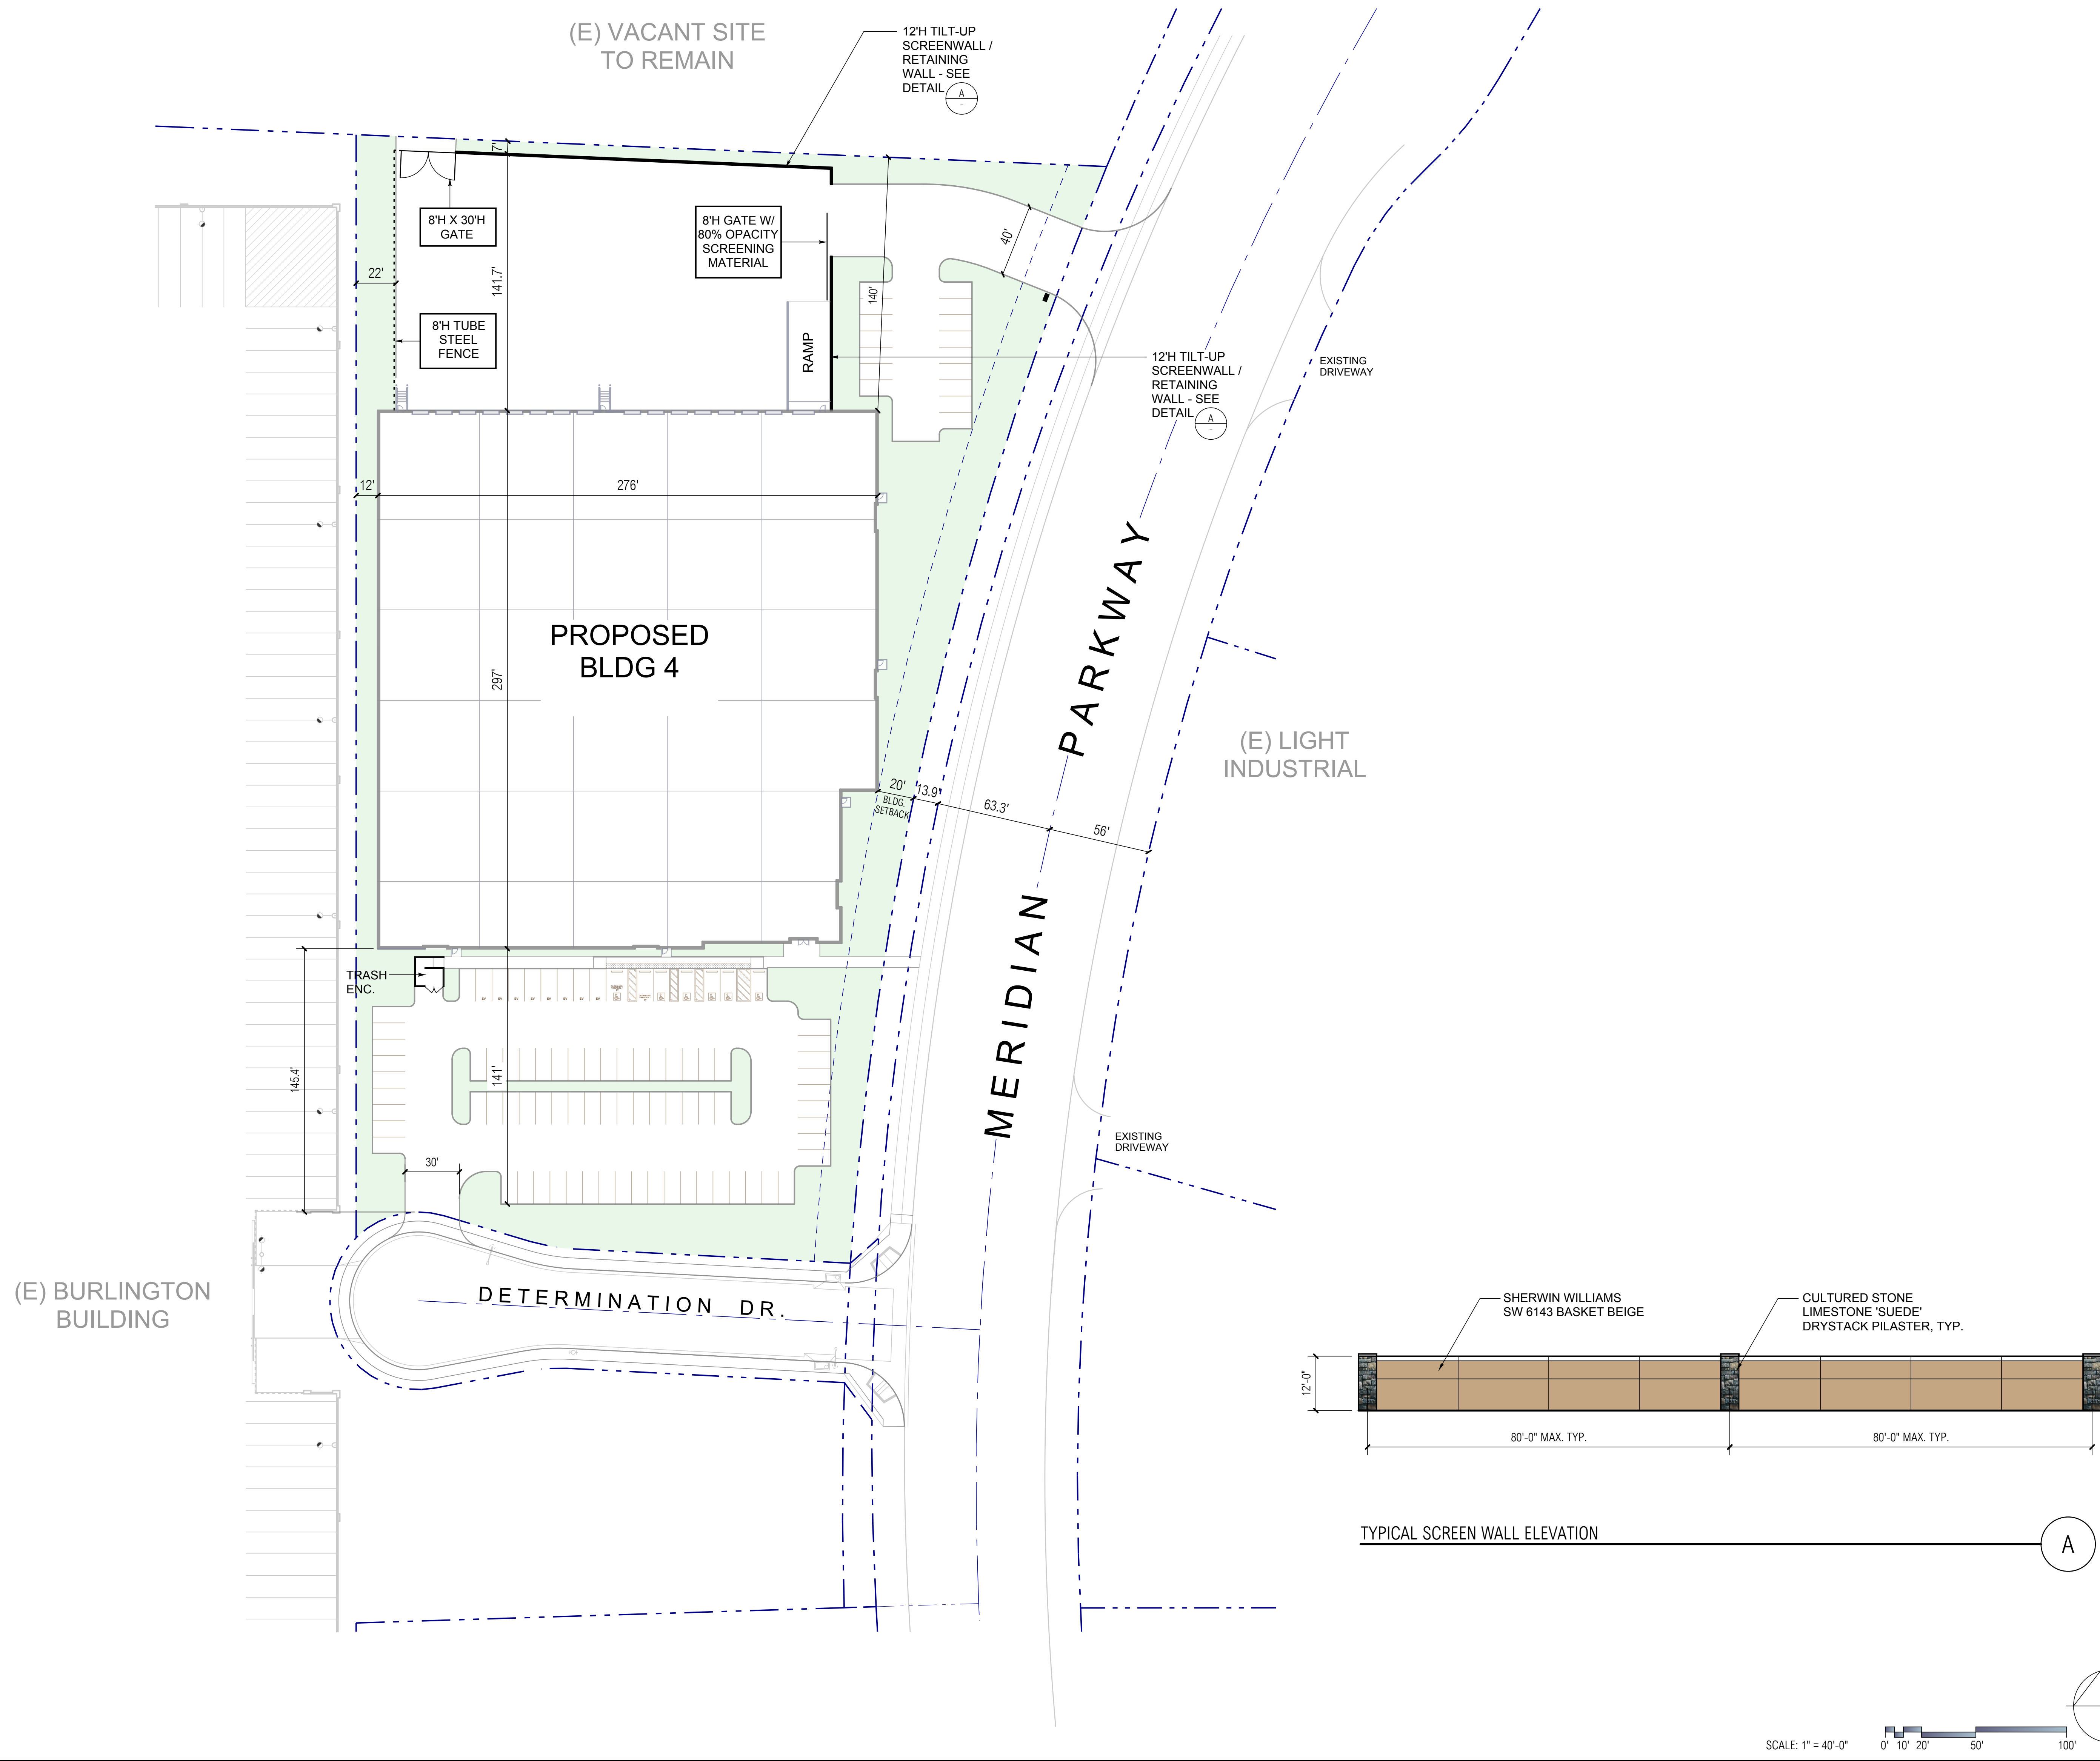 (E) VACANT SITE
TO REMAIN
12'H TILT-UP
SCREENWALL /
RETAINING
WALL - SEE
DETAIL
A
-
7'
8'H X 30'H
GATE
8'H GATE W/
80% OPACITY
SCREENING
MATERIAL
40'
22'
141.7'
140'
8'H TUBE
STEEL
FENCE
RAMP
12'H TILT-UP
SCREENWALL /
RETAINING
WALL - SEE
DETAIL
A
-
EXISTING
DRIVEWAY
12'
276'
PROPOSED
BLDG 4
297'
MERIDIAN PARKWAY
(E) LIGHT
INDUSTRIAL
20'
BLDG.
SETBACK
13.9'
63.3'
56'
TRASH
ENC.
145.4'
141'
30'
EXISTING
DRIVEWAY
(E) BURLINGTON
BUILDING
DETERMINATION DR.
SHERWIN WILLIAMS
SW 6143 BASKET BEIGE
CULTURED STONE
LIMESTONE 'SUEDE'
DRYSTACK PILASTER, TYP.
12'-0"
80'-0" MAX. TYP.
80'-0" MAX. TYP.
TYPICAL SCREEN WALL ELEVATION
A
SCALE: 1" = 40'-0"
0' 10' 20' 50' 100'